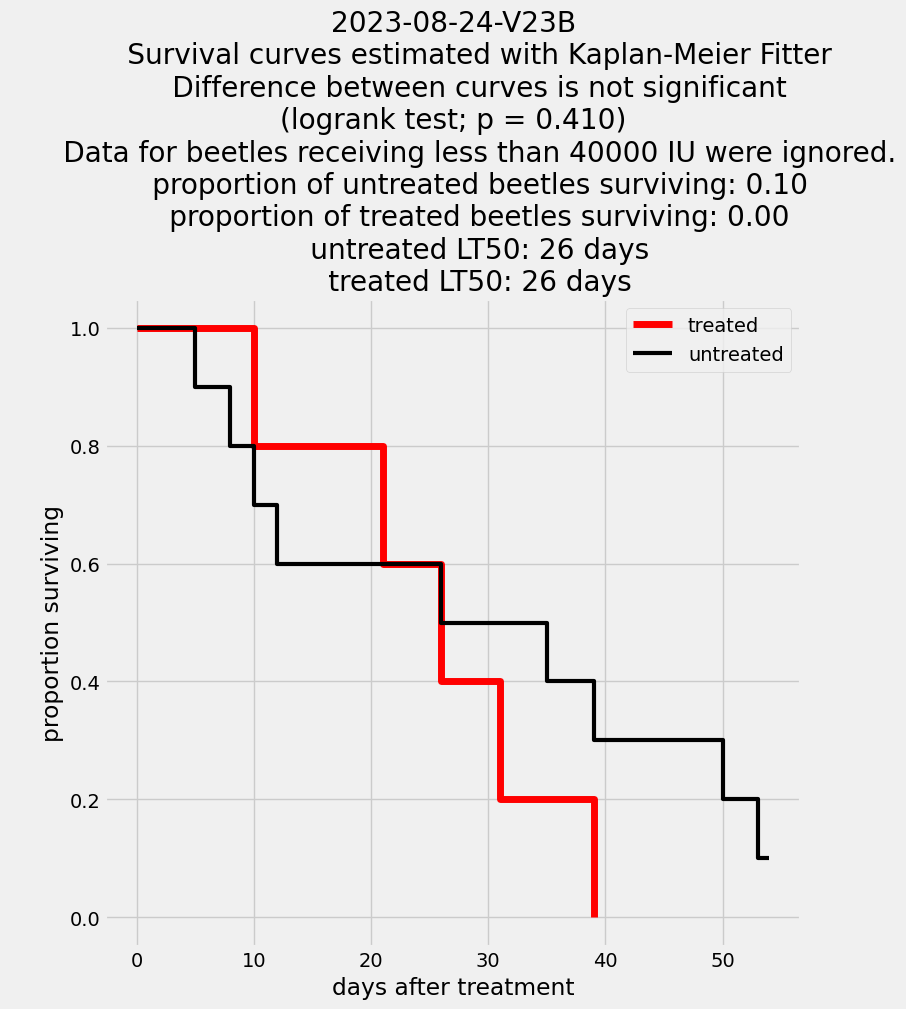 2023-08-24-V23B
Survival curves estimated with Kaplan-Meier Fitter
Difference between curves is not significant
(logrank test; p = 0.410)
Data for beetles receiving less than 40000 IU were ignored.
proportion of untreated beetles surviving: 0.10
proportion of treated beetles surviving: 0.00
untreated LT50: 26 days
treated LT50: 26 days
treated
untreated
1.0
0.8
0.6
0.4
0.2
0.0
proportion surviving
0 10 20 30 40 50
days after treatment